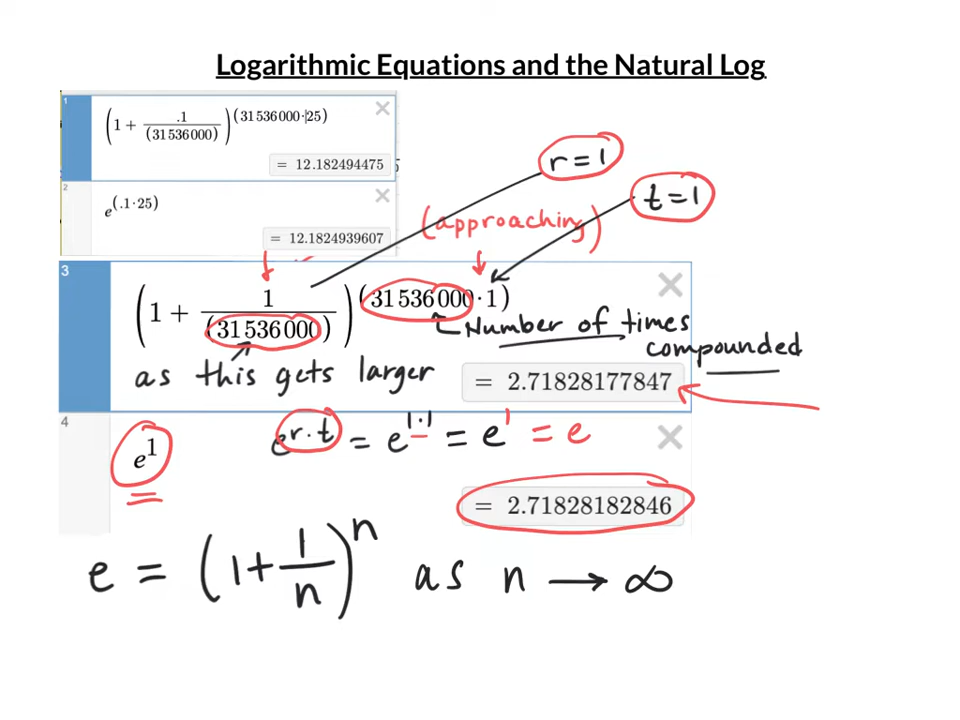 Logarithmic Equations and the Natural Log
1
(1 + .1/(31536000))^(31536000·25)
= 12.182494475
2
e^(.1·25)
= 12.1824939607
r = 1
t = 1
(approaching)
3
(1 + 1/(31536000))^(31536000·1)
Number of times
compounded
as this gets larger
= 2.71828177847
4
e^1
e^r·t = e^1·1 = e^1 = e
= 2.71828182846
e = (1 + 1/n)^n as n → ∞